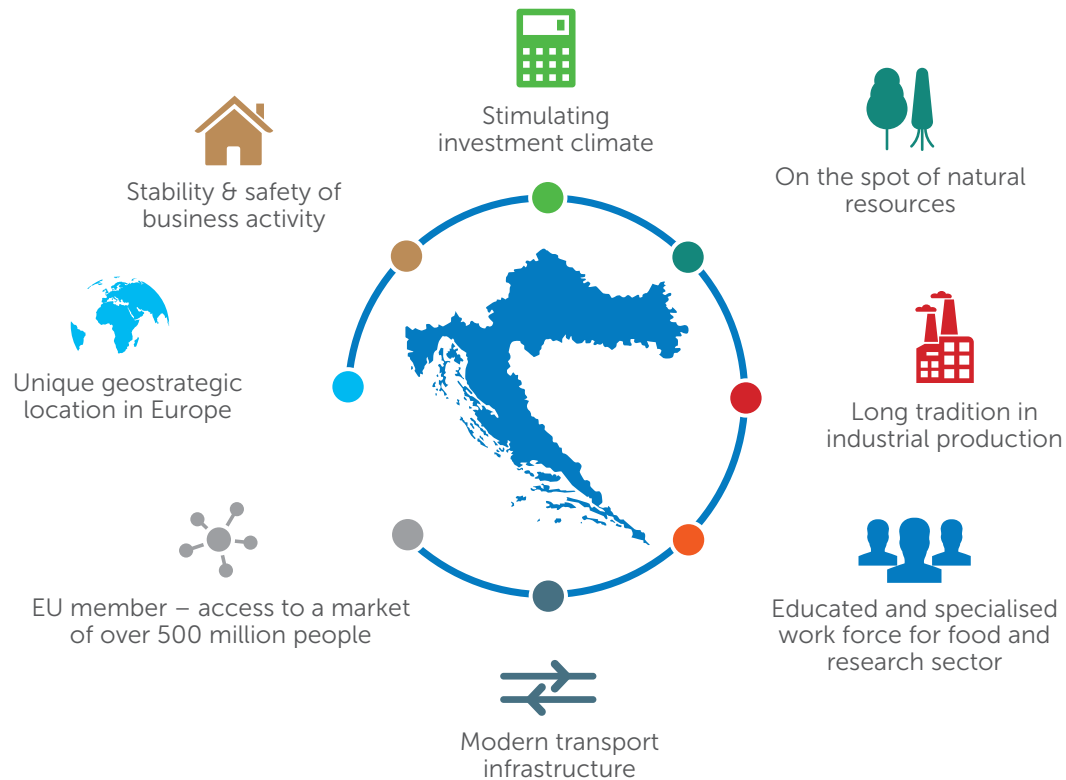 Stimulating
investment climate
On the spot of natural
resources
Long tradition in
industrial production
Educated and specialised
work force for food and
research sector
Modern transport
infrastructure
EU member – access to a market
of over 500 million people
Unique geostrategic
location in Europe
Stability & safety of
business activity